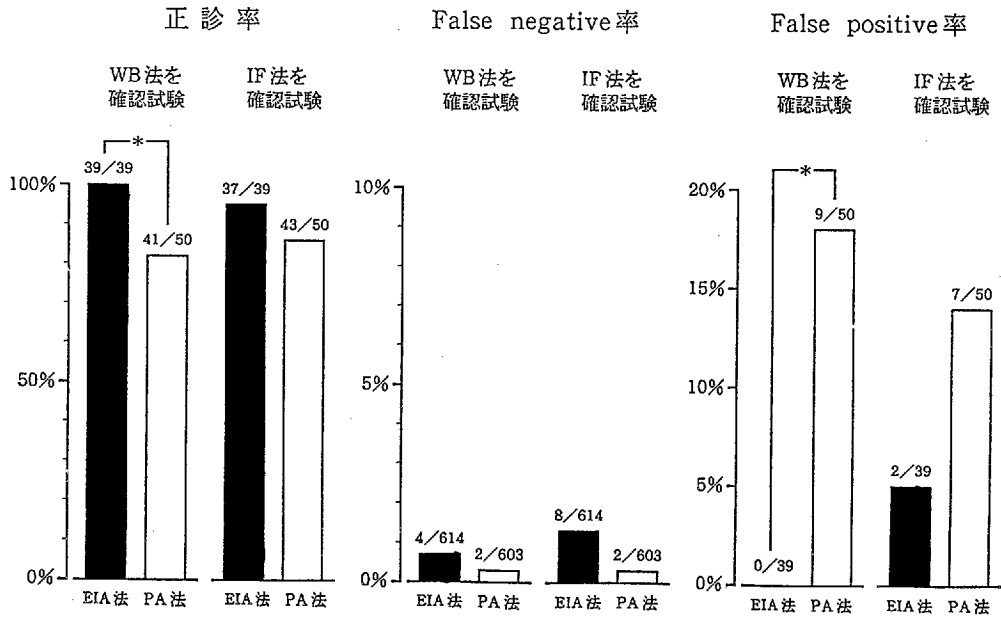 正診率
WB法を
確認試験
IF法を
確認試験
*
39／39
41／50
37／39
43／50
100%
50%
0%
EIA法
PA法
EIA法
PA法
False negative率
WB法を
確認試験
IF法を
確認試験
10%
5%
0%
4／614
2／603
8／614
2／603
EIA法
PA法
EIA法
PA法
False positive率
WB法を
確認試験
IF法を
確認試験
*
20%
15%
10%
5%
0%
0／39
9／50
2／39
7／50
EIA法
PA法
EIA法
PA法